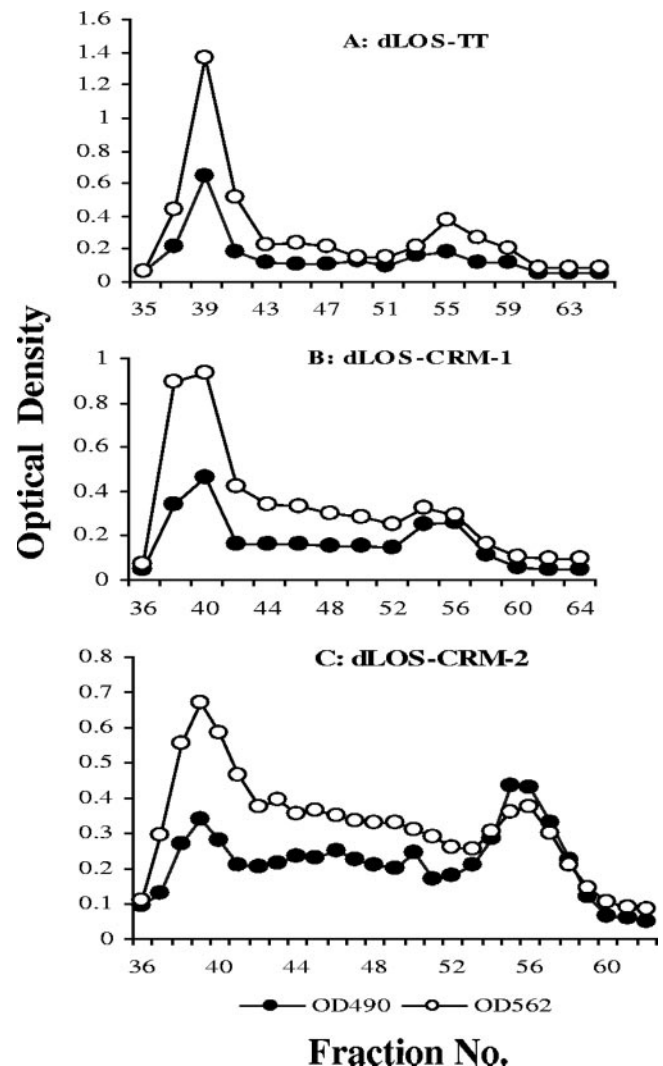 A: dLOS-TT
1.6
1.4
1.2
1
0.8
0.6
0.4
0.2
0
35 39 43 47 51 55 59 63
B: dLOS-CRM-1
1
0.8
0.6
0.4
0.2
0
36 40 44 48 52 56 60 64
C: dLOS-CRM-2
0.8
0.7
0.6
0.5
0.4
0.3
0.2
0.1
0
36 40 44 48 52 56 60
Optical Density
OD490 OD562
Fraction No.